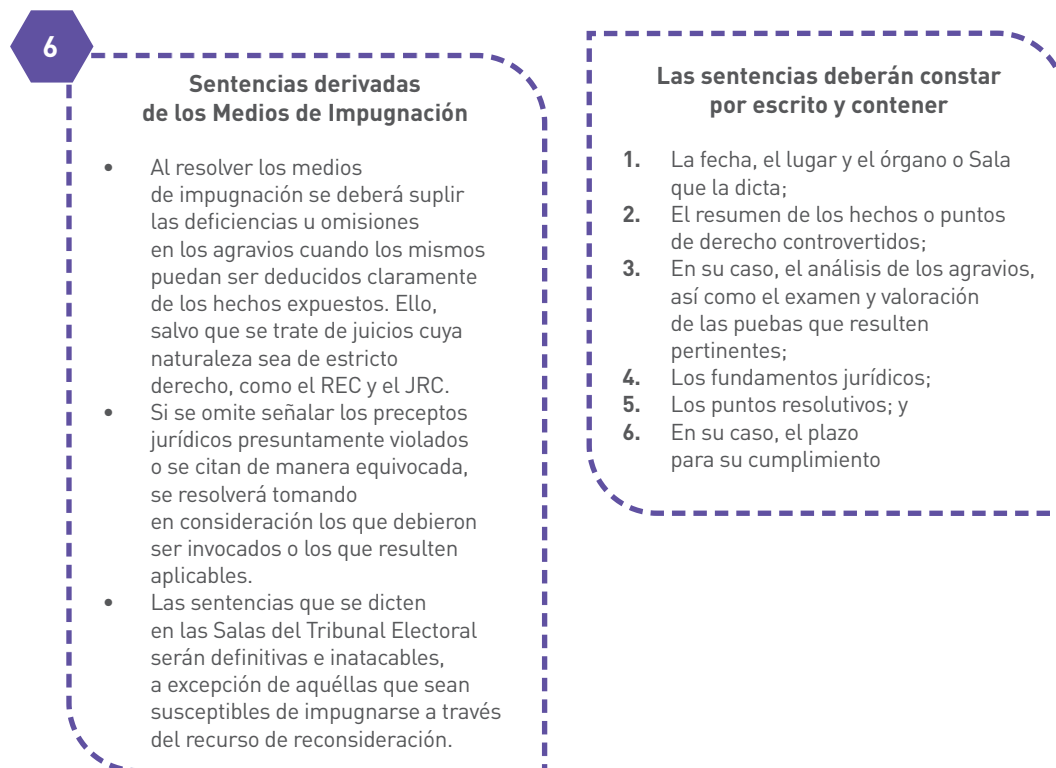 6
Sentencias derivadas
de los Medios de Impugnación
• Al resolver los medios
de impugnación se deberá suplir
las deficiencias u omisiones
en los agravios cuando los mismos
puedan ser deducidos claramente
de los hechos expuestos. Ello,
salvo que se trate de juicios cuya
naturaleza sea de estricto
derecho, como el REC y el JRC.
• Si se omite señalar los preceptos
jurídicos presuntamente violados
o se citan de manera equivocada,
se resolverá tomando
en consideración los que debieron
ser invocados o los que resulten
aplicables.
• Las sentencias que se dicten
en las Salas del Tribunal Electoral
serán definitivas e inatacables,
a excepción de aquéllas que sean
susceptibles de impugnarse a través
del recurso de reconsideración.
Las sentencias deberán constar
por escrito y contener
1. La fecha, el lugar y el órgano o Sala
que la dicta;
2. El resumen de los hechos o puntos
de derecho controvertidos;
3. En su caso, el análisis de los agravios,
así como el examen y valoración
de las puebas que resulten
pertinentes;
4. Los fundamentos jurídicos;
5. Los puntos resolutivos; y
6. En su caso, el plazo
para su cumplimiento